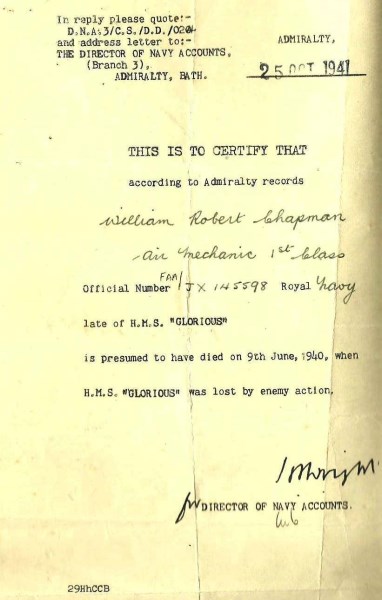 In reply please quote:-
D.N.A.3/C.S./D.D./
and address letter to:-
THE DIRECTOR OF NAVY ACCOUNTS,
(Branch 3),
ADMIRALTY, BATH.
ADMIRALTY,
25 OCT 1941
THIS IS TO CERTIFY THAT
according to Admiralty records
William Robert Chapman
Air Mechanic 1st Class
Official Number FAA/JX 145598 Royal Navy
late of H.M.S. "GLORIOUS"
is presumed to have died on 9th June, 1940, when
H.M.S. "GLORIOUS" was lost by enemy action.
for DIRECTOR OF NAVY ACCOUNTS.
29HhCCB